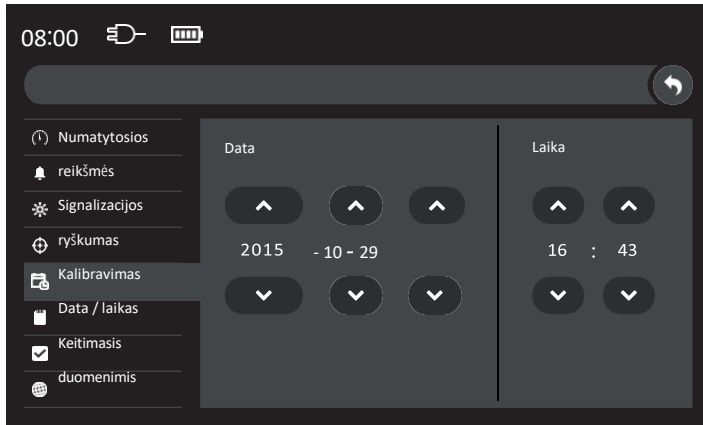 08:00
Numatytosios
reikšmės
Signalizacijos
ryškumas
Kalibravimas
Data / laikas
Keitimasis
duomenimis
Data
2015 - 10 - 29
Laika
16 : 43